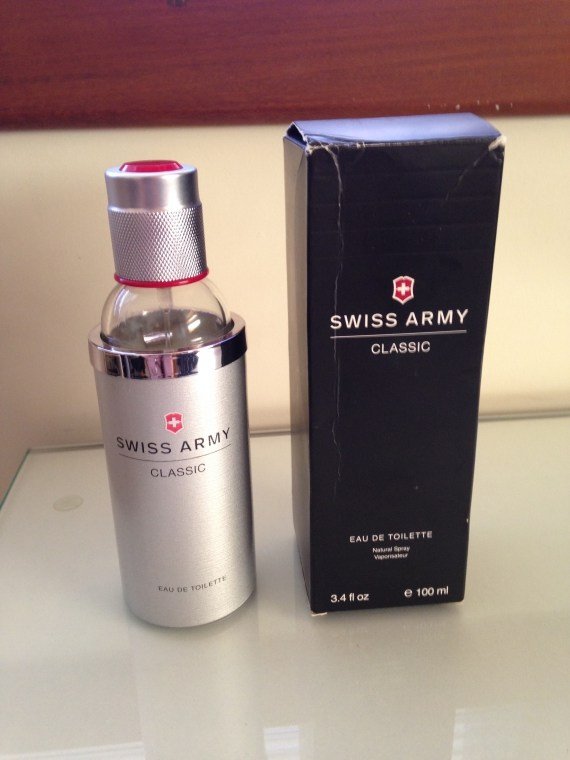 SWISS ARMY
CLASSIC
EAU DE TOILETTE
SWISS ARMY
CLASSIC
EAU DE TOILETTE
Natural Spray
Vaporisateur
3.4 fl oz ℮ 100 ml